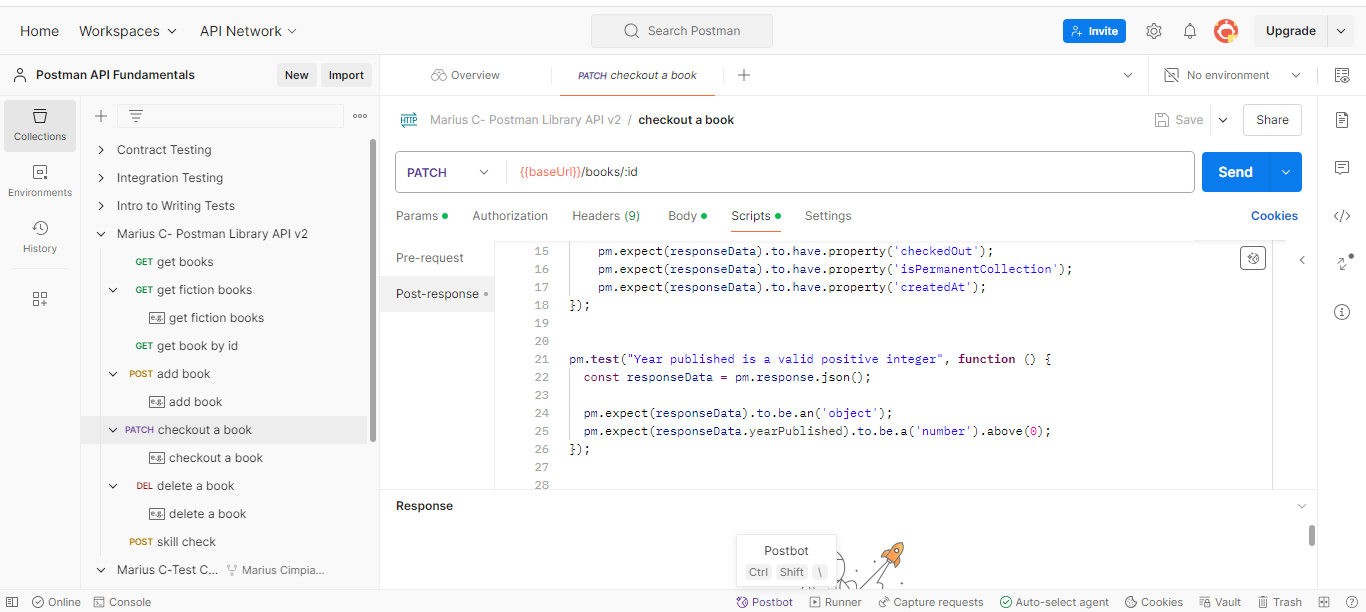 Home Workspaces API Network Search Postman Invite Upgrade
Postman API Fundamentals New Import Overview PATCH checkout a book No environment
Collections
Environments
History
Contract Testing
Integration Testing
Intro to Writing Tests
Marius C- Postman Library API v2
GET get books
GET get fiction books
e.g. get fiction books
GET get book by id
POST add book
e.g. add book
PATCH checkout a book
e.g. checkout a book
DEL delete a book
e.g. delete a book
POST skill check
Marius C-Test C... Marius Cimpia...
HTTP Marius C- Postman Library API v2 / checkout a book Save Share
PATCH {{baseUrl}}/books/:id Send
Params Authorization Headers (9) Body Scripts Settings Cookies
Pre-request
Post-response
15 pm.expect(responseData).to.have.property('checkedOut');
16 pm.expect(responseData).to.have.property('isPermanentCollection');
17 pm.expect(responseData).to.have.property('createdAt');
18 });
19
20
21 pm.test("Year published is a valid positive integer", function () {
22 const responseData = pm.response.json();
23
24 pm.expect(responseData).to.be.an('object');
25 pm.expect(responseData.yearPublished).to.be.a('number').above(0);
26 });
27
28
Response
Postbot
Ctrl Shift \
Online Console Postbot Runner Capture requests Auto-select agent Cookies Vault Trash